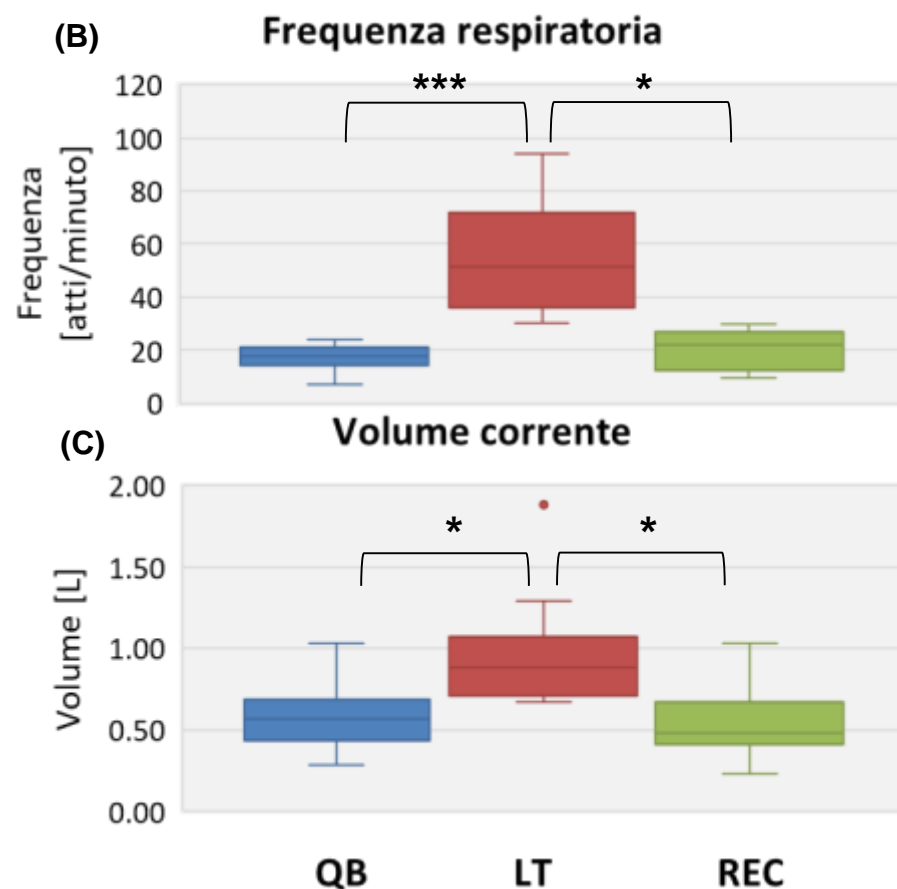 (B) Frequenza respiratoria
Frequenza
[atti/minuto]
120
100
80
60
40
20
0
*** *
(C) Volume corrente
Volume [L]
2.00
1.50
1.00
0.50
0.00
* *
QB LT REC